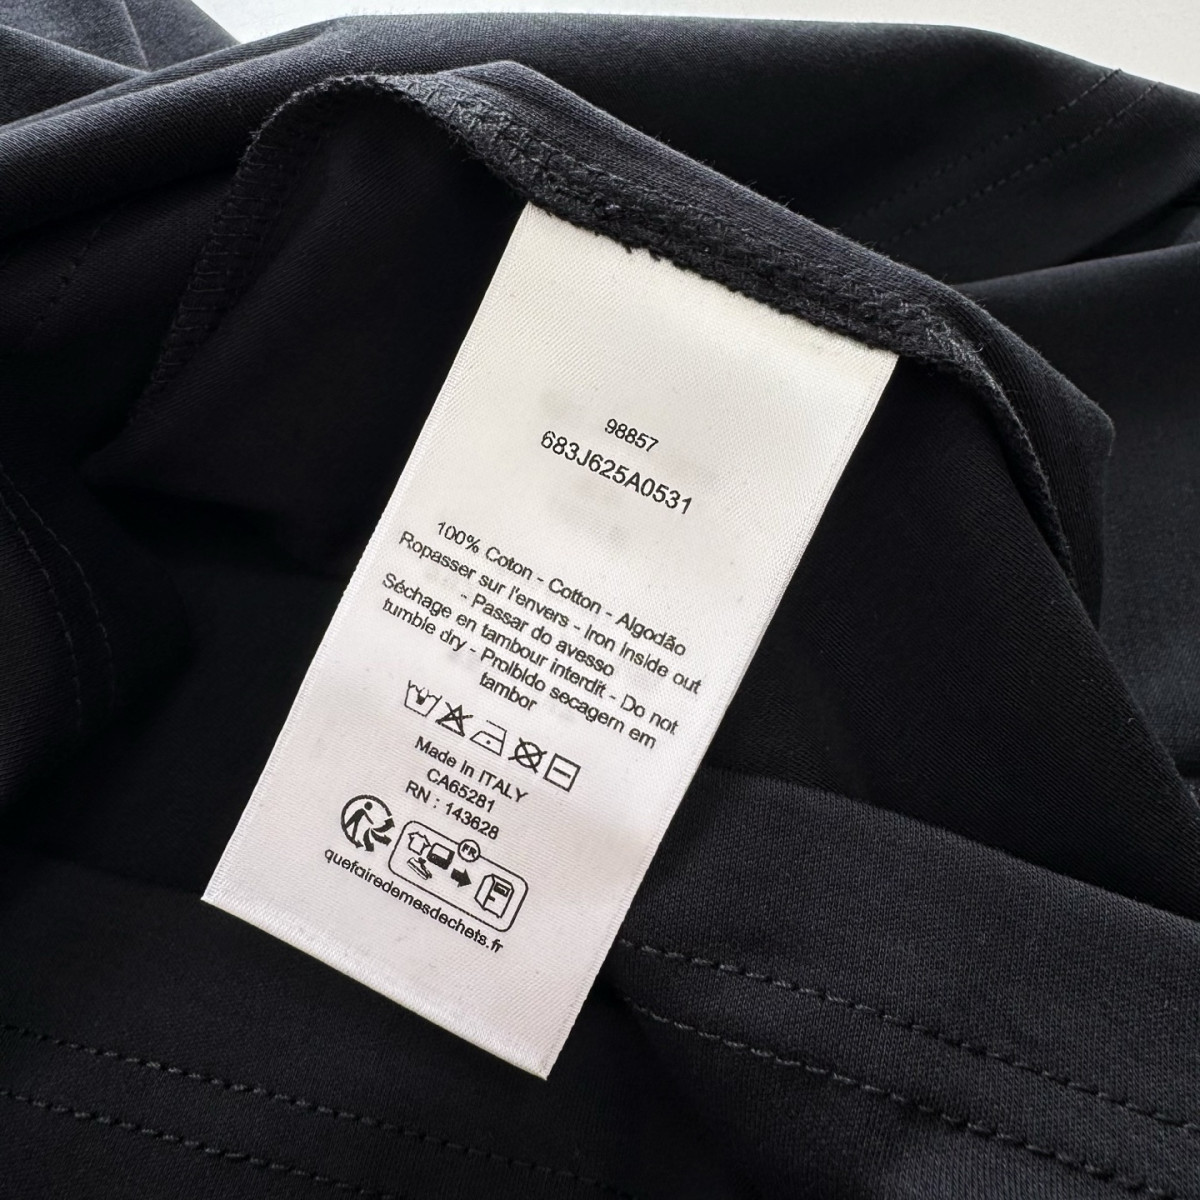 98857
683J625A0531
100% Coton - Cotton - Algodão
Ropasser sur l'envers - Iron inside out
- Passar do avesso
Séchage en tambour interdit - Do not
tumble dry - Proibido secagem em
tambor
Made in ITALY
CA65281
RN : 143628
FR
quefairedemesdechets.fr